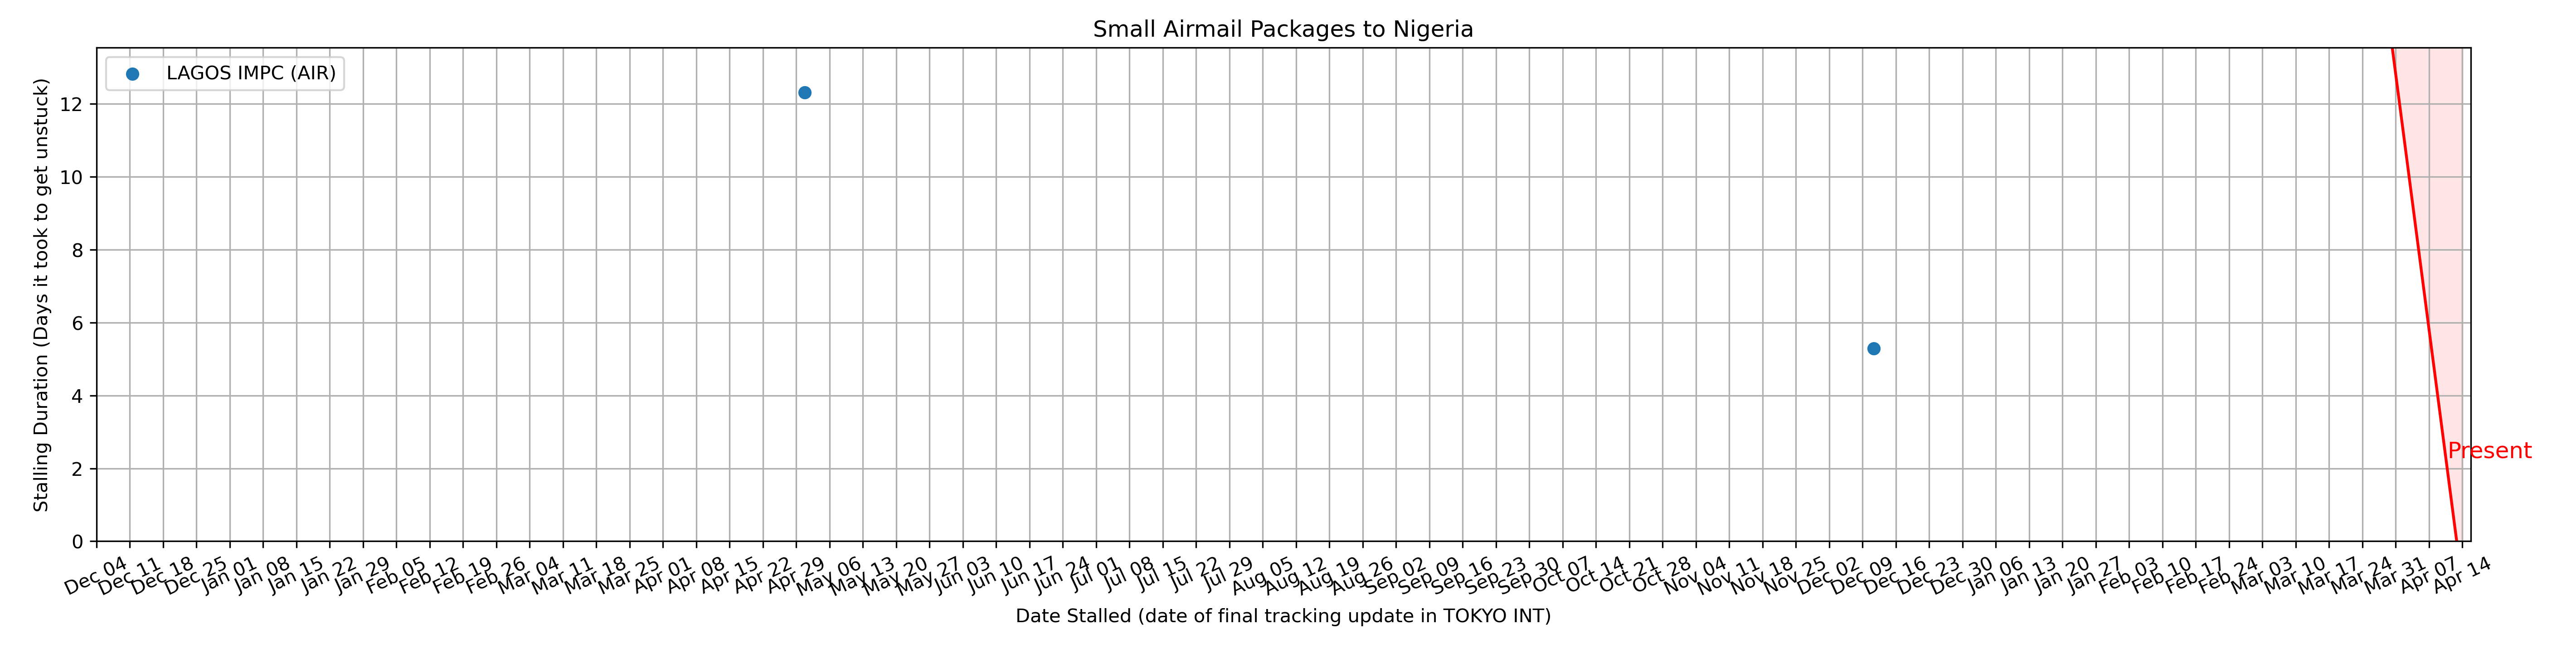 Small Airmail Packages to Nigeria
LAGOS IMPC (AIR)
Stalling Duration (Days it took to get unstuck)
12
10
8
6
4
2
0
Present
Dec 04
Dec 11
Dec 18
Dec 25
Jan 01
Jan 08
Jan 15
Jan 22
Jan 29
Feb 05
Feb 12
Feb 19
Feb 26
Mar 04
Mar 11
Mar 18
Mar 25
Apr 01
Apr 08
Apr 15
Apr 22
Apr 29
May 06
May 13
May 20
May 27
Jun 03
Jun 10
Jun 17
Jun 24
Jul 01
Jul 08
Jul 15
Jul 22
Jul 29
Aug 05
Aug 12
Aug 19
Aug 26
Sep 02
Sep 09
Sep 16
Sep 23
Sep 30
Oct 07
Oct 14
Oct 21
Oct 28
Nov 04
Nov 11
Nov 18
Nov 25
Dec 02
Dec 09
Dec 16
Dec 23
Dec 30
Jan 06
Jan 13
Jan 20
Jan 27
Feb 03
Feb 10
Feb 17
Feb 24
Mar 03
Mar 10
Mar 17
Mar 24
Mar 31
Apr 07
Apr 14
Date Stalled (date of final tracking update in TOKYO INT)